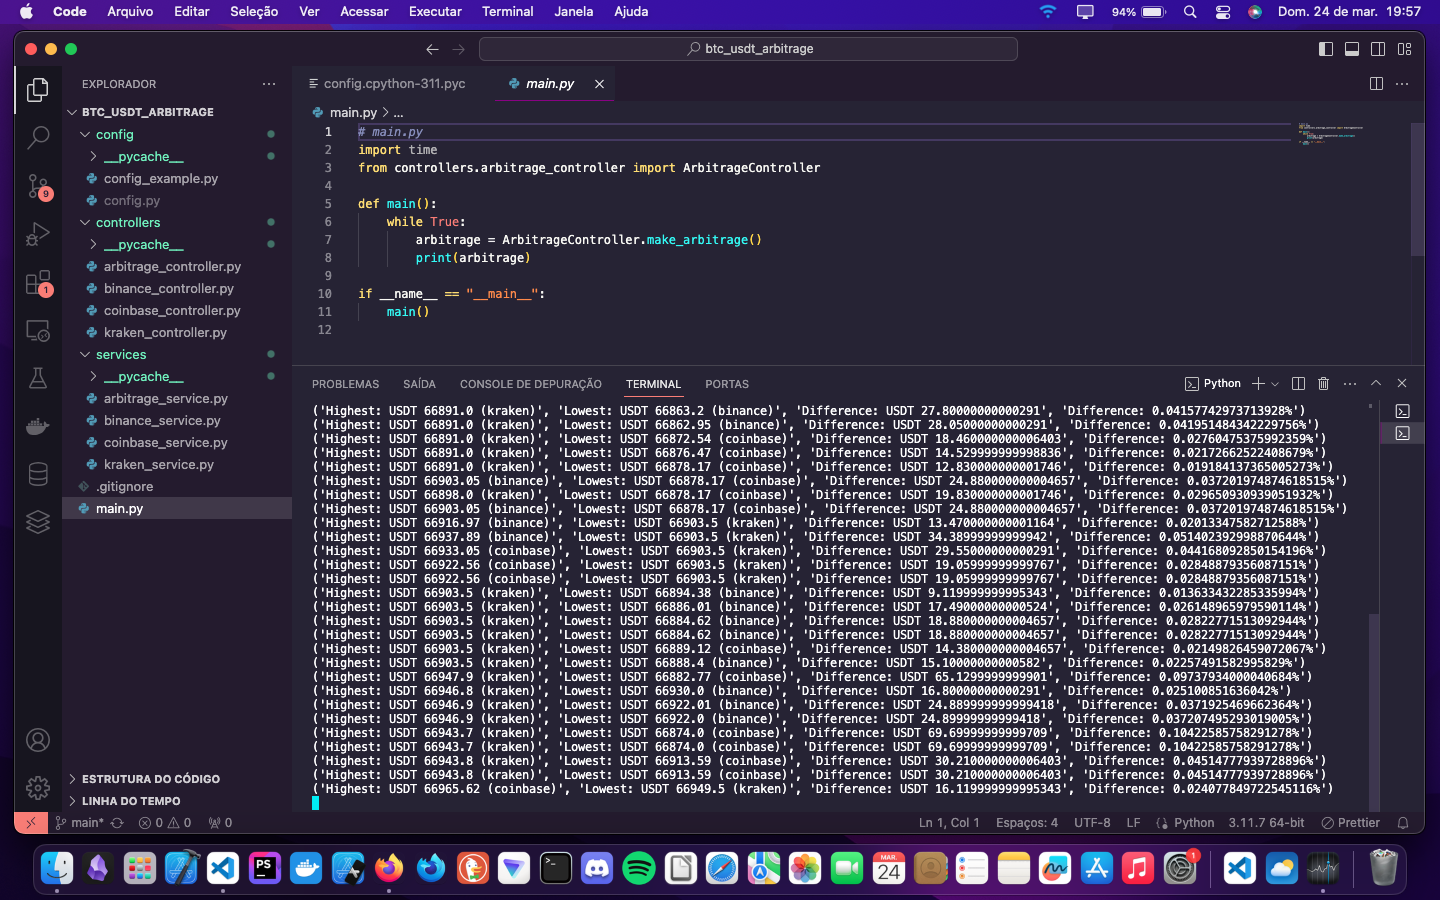 Code Arquivo Editar Seleção Ver Acessar Executar Terminal Janela Ajuda 94% Dom. 24 de mar. 19:57
btc_usdt_arbitrage
EXPLORADOR
BTC_USDT_ARBITRAGE
config
__pycache__
config_example.py
config.py
controllers
__pycache__
arbitrage_controller.py
binance_controller.py
coinbase_controller.py
kraken_controller.py
services
__pycache__
arbitrage_service.py
binance_service.py
coinbase_service.py
kraken_service.py
.gitignore
main.py
ESTRUTURA DO CÓDIGO
LINHA DO TEMPO
9
1
config.cpython-311.pyc main.py
main.py > ...
1 # main.py
2 import time
3 from controllers.arbitrage_controller import ArbitrageController
4
5 def main():
6 while True:
7 arbitrage = ArbitrageController.make_arbitrage()
8 print(arbitrage)
9
10 if __name__ == "__main__":
11 main()
12
PROBLEMAS SAÍDA CONSOLE DE DEPURAÇÃO TERMINAL PORTAS Python
('Highest: USDT 66891.0 (kraken)', 'Lowest: USDT 66863.2 (binance)', 'Difference: USDT 27.80000000000291', 'Difference: 0.04157742973713928%')
('Highest: USDT 66891.0 (kraken)', 'Lowest: USDT 66862.95 (binance)', 'Difference: USDT 28.05000000000291', 'Difference: 0.041951484342229756%')
('Highest: USDT 66891.0 (kraken)', 'Lowest: USDT 66872.54 (coinbase)', 'Difference: USDT 18.460000000006403', 'Difference: 0.02760475375992359%')
('Highest: USDT 66891.0 (kraken)', 'Lowest: USDT 66876.47 (coinbase)', 'Difference: USDT 14.529999999998836', 'Difference: 0.02172662522408679%')
('Highest: USDT 66891.0 (kraken)', 'Lowest: USDT 66878.17 (coinbase)', 'Difference: USDT 12.830000000001746', 'Difference: 0.019184137365005273%')
('Highest: USDT 66903.05 (binance)', 'Lowest: USDT 66878.17 (coinbase)', 'Difference: USDT 24.880000000004657', 'Difference: 0.037201974874618515%')
('Highest: USDT 66898.0 (kraken)', 'Lowest: USDT 66878.17 (coinbase)', 'Difference: USDT 19.830000000001746', 'Difference: 0.029650930939051932%')
('Highest: USDT 66903.05 (binance)', 'Lowest: USDT 66878.17 (coinbase)', 'Difference: USDT 24.880000000004657', 'Difference: 0.037201974874618515%')
('Highest: USDT 66916.97 (binance)', 'Lowest: USDT 66903.5 (kraken)', 'Difference: USDT 13.470000000001164', 'Difference: 0.02013347582712588%')
('Highest: USDT 66937.89 (binance)', 'Lowest: USDT 66903.5 (kraken)', 'Difference: USDT 34.38999999999942', 'Difference: 0.051402392998870644%')
('Highest: USDT 66933.05 (coinbase)', 'Lowest: USDT 66903.5 (kraken)', 'Difference: USDT 29.55000000000291', 'Difference: 0.044168092850154196%')
('Highest: USDT 66922.56 (coinbase)', 'Lowest: USDT 66903.5 (kraken)', 'Difference: USDT 19.05999999999767', 'Difference: 0.02848879356087151%')
('Highest: USDT 66922.56 (coinbase)', 'Lowest: USDT 66903.5 (kraken)', 'Difference: USDT 19.05999999999767', 'Difference: 0.02848879356087151%')
('Highest: USDT 66903.5 (kraken)', 'Lowest: USDT 66894.38 (binance)', 'Difference: USDT 9.119999999995343', 'Difference: 0.013633432285335994%')
('Highest: USDT 66903.5 (kraken)', 'Lowest: USDT 66886.01 (binance)', 'Difference: USDT 17.49000000000524', 'Difference: 0.026148965979590114%')
('Highest: USDT 66903.5 (kraken)', 'Lowest: USDT 66884.62 (binance)', 'Difference: USDT 18.880000000004657', 'Difference: 0.02822771513092944%')
('Highest: USDT 66903.5 (kraken)', 'Lowest: USDT 66884.62 (binance)', 'Difference: USDT 18.880000000004657', 'Difference: 0.02822771513092944%')
('Highest: USDT 66903.5 (kraken)', 'Lowest: USDT 66889.12 (coinbase)', 'Difference: USDT 14.380000000004657', 'Difference: 0.02149826459072067%')
('Highest: USDT 66903.5 (kraken)', 'Lowest: USDT 66888.4 (binance)', 'Difference: USDT 15.10000000000582', 'Difference: 0.02257491582995829%')
('Highest: USDT 66947.9 (kraken)', 'Lowest: USDT 66882.77 (coinbase)', 'Difference: USDT 65.1299999999901', 'Difference: 0.09737934000040684%')
('Highest: USDT 66946.8 (kraken)', 'Lowest: USDT 66930.0 (binance)', 'Difference: USDT 16.80000000000291', 'Difference: 0.025100851636042%')
('Highest: USDT 66946.9 (kraken)', 'Lowest: USDT 66922.01 (binance)', 'Difference: USDT 24.889999999999418', 'Difference: 0.0371925469662364%')
('Highest: USDT 66946.9 (kraken)', 'Lowest: USDT 66922.0 (binance)', 'Difference: USDT 24.89999999999418', 'Difference: 0.037207495293019005%')
('Highest: USDT 66943.7 (kraken)', 'Lowest: USDT 66874.0 (coinbase)', 'Difference: USDT 69.69999999999709', 'Difference: 0.10422585758291278%')
('Highest: USDT 66943.7 (kraken)', 'Lowest: USDT 66874.0 (coinbase)', 'Difference: USDT 69.69999999999709', 'Difference: 0.10422585758291278%')
('Highest: USDT 66943.8 (kraken)', 'Lowest: USDT 66913.59 (coinbase)', 'Difference: USDT 30.210000000006403', 'Difference: 0.04514777939728896%')
('Highest: USDT 66943.8 (kraken)', 'Lowest: USDT 66913.59 (coinbase)', 'Difference: USDT 30.210000000006403', 'Difference: 0.04514777939728896%')
('Highest: USDT 66965.62 (coinbase)', 'Lowest: USDT 66949.5 (kraken)', 'Difference: USDT 16.119999999995343', 'Difference: 0.024077849722545116%')
main* 0 0 0 Ln 1, Col 1 Espaços: 4 UTF-8 LF Python 3.11.7 64-bit Prettier
PS
MAR.
24
1